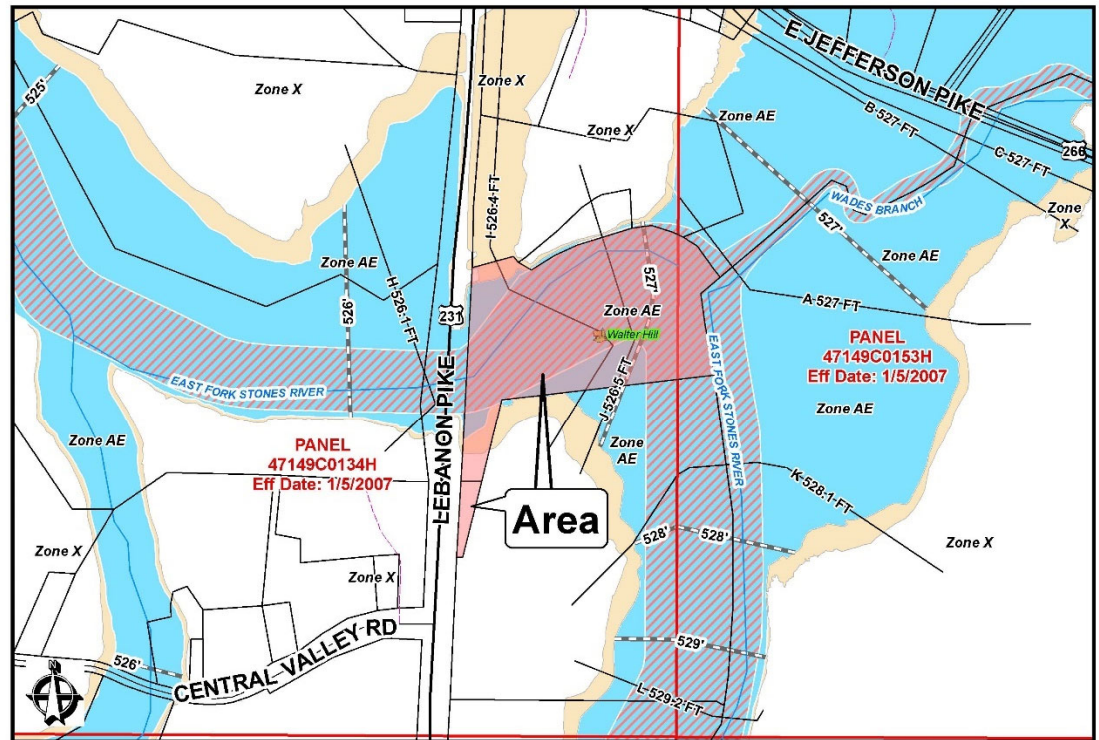 525'
Zone X
Zone X
Zone X
E JEFFERSON PIKE
Zone AE
B-527-FT
C-527-FT
266
WADES BRANCH
Zone
X
Zone AE
526'
H-526.1-FT
I-526.4-FT
231
527'
527'
Zone AE
Zone AE
Walter Hill
A-527-FT
PANEL
47149C0153H
Eff Date: 1/5/2007
EAST FORK STONES RIVER
EAST FORK STONES RIVER
J-526.5-FT
Zone AE
Zone AE
LEBANON PIKE
PANEL
47149C0134H
Eff Date: 1/5/2007
Zone
AE
K-528.1-FT
Area
528'
528'
Zone X
Zone X
Zone X
529'
CENTRAL VALLEY RD
526'
L-529.2-FT
N